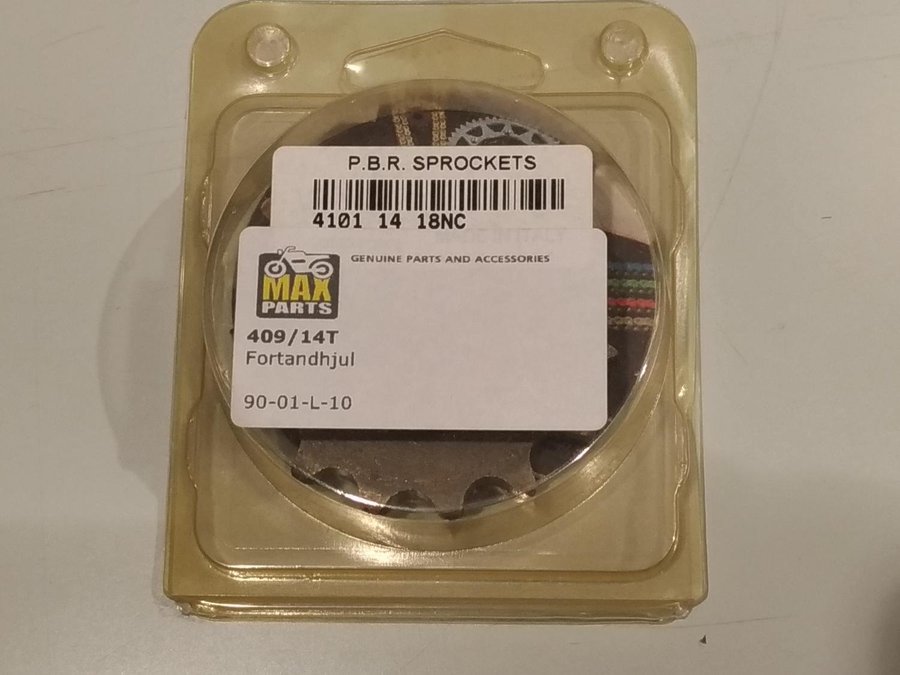 P.B.R. SPROCKETS
4101 14 18NC
MAX
PARTS
GENUINE PARTS AND ACCESSORIES
409/14T
Fortandhjul
90-01-L-10